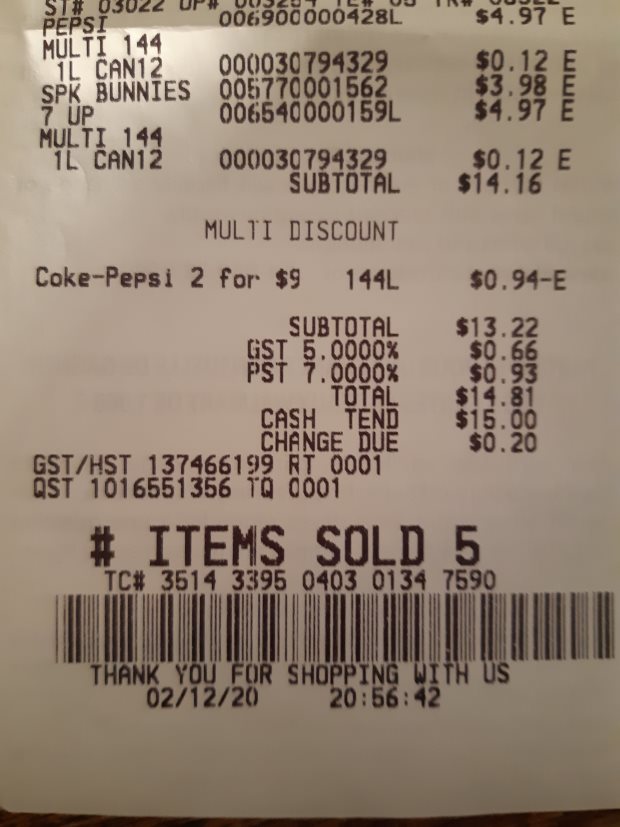 ST# 03022 OP#
PEPSI 006900000428L $4.97 E
MULTI 144
1L CAN12 000030794329 $0.12 E
SPK BUNNIES 005770001562 $3.98 E
7 UP 006540000159L $4.97 E
MULTI 144
1L CAN12 000030794329 $0.12 E
SUBTOTAL $14.16
MULTI DISCOUNT
Coke-Pepsi 2 for $9 144L $0.94-E
SUBTOTAL $13.22
GST 5.0000% $0.66
PST 7.0000% $0.93
TOTAL $14.81
CASH TEND $15.00
CHANGE DUE $0.20
GST/HST 137466199 RT 0001
QST 1016551356 TQ 0001
# ITEMS SOLD 5
TC# 3514 3395 0403 0134 7590
THANK YOU FOR SHOPPING WITH US
02/12/20 20:56:42